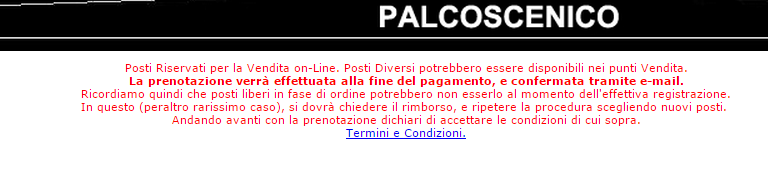 PALCOSCENICO
Posti Riservati per la Vendita on-Line. Posti Diversi potrebbero essere disponibili nei punti Vendita.
La prenotazione verrà effettuata alla fine del pagamento, e confermata tramite e-mail.
Ricordiamo quindi che posti liberi in fase di ordine potrebbero non esserlo al momento dell'effettiva registrazione.
In questo (peraltro rarissimo caso), si dovrà chiedere il rimborso, e ripetere la procedura scegliendo nuovi posti.
Andando avanti con la prenotazione dichiari di accettare le condizioni di cui sopra.
Termini e Condizioni.